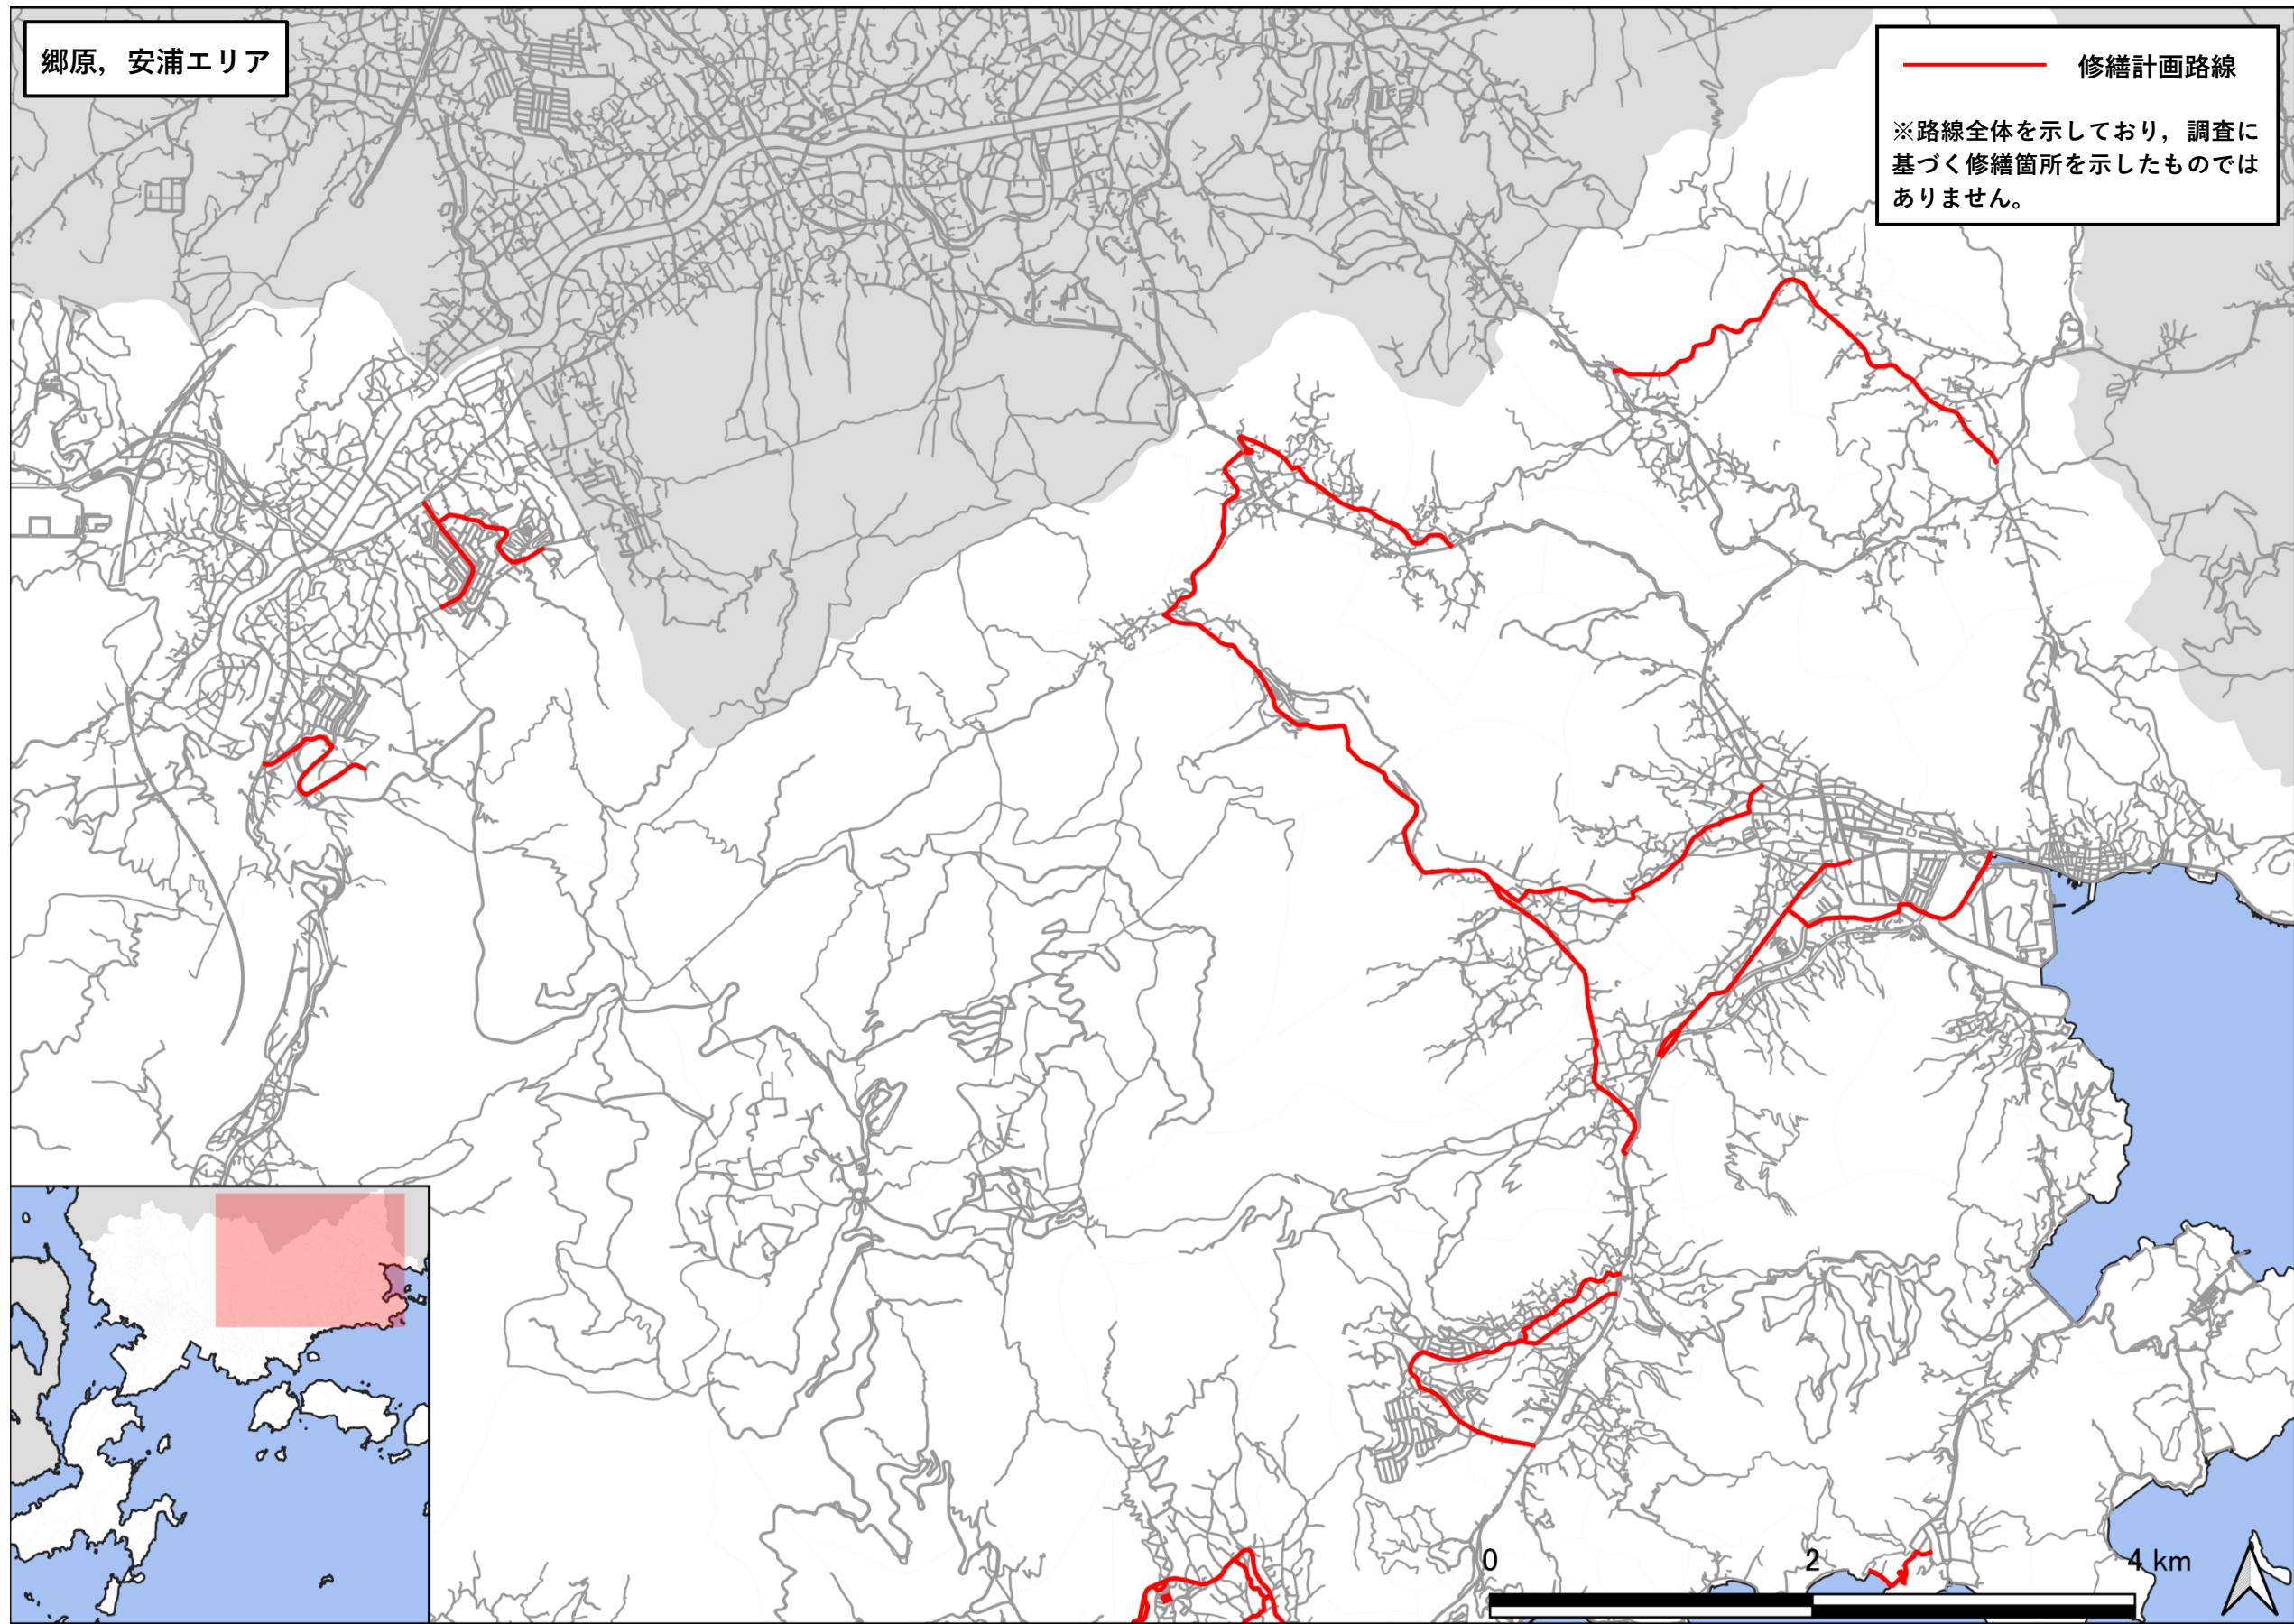 郷原，安浦エリア
修繕計画路線
※路線全体を示しており，調査に
基づく修繕箇所を示したものでは
ありません。
0 2 4 km